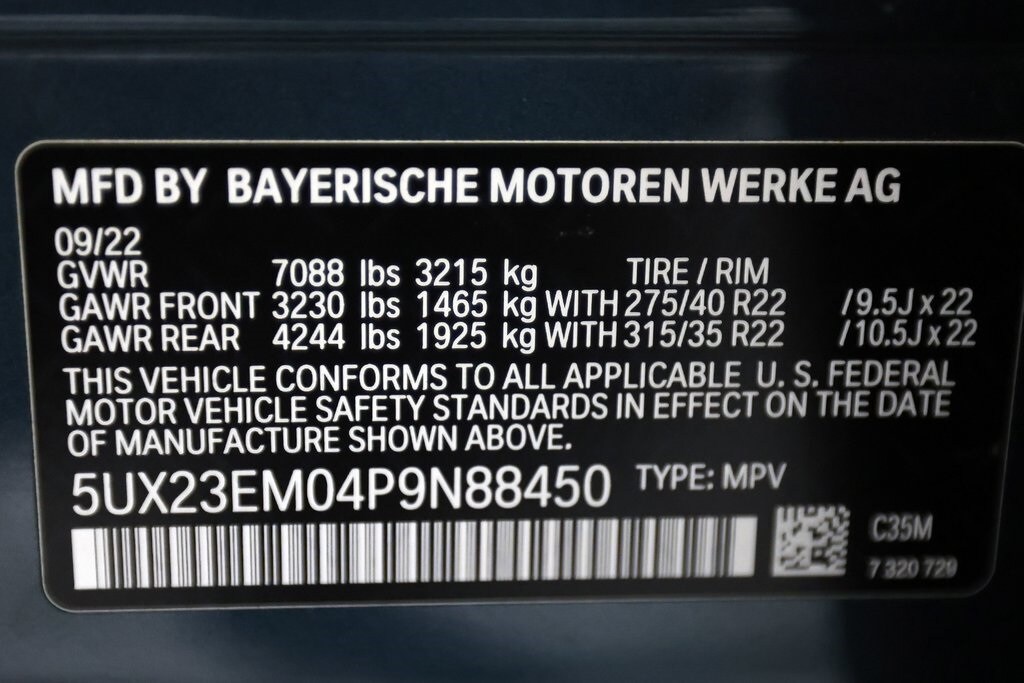 MFD BY BAYERISCHE MOTOREN WERKE AG
09/22
GVWR 7088 lbs 3215 kg TIRE / RIM
GAWR FRONT 3230 lbs 1465 kg WITH 275/40 R22 /9.5J x 22
GAWR REAR 4244 lbs 1925 kg WITH 315/35 R22 /10.5J x 22
THIS VEHICLE CONFORMS TO ALL APPLICABLE U. S. FEDERAL
MOTOR VEHICLE SAFETY STANDARDS IN EFFECT ON THE DATE
OF MANUFACTURE SHOWN ABOVE.
5UX23EM04P9N88450 TYPE: MPV
C35M
7 320 729